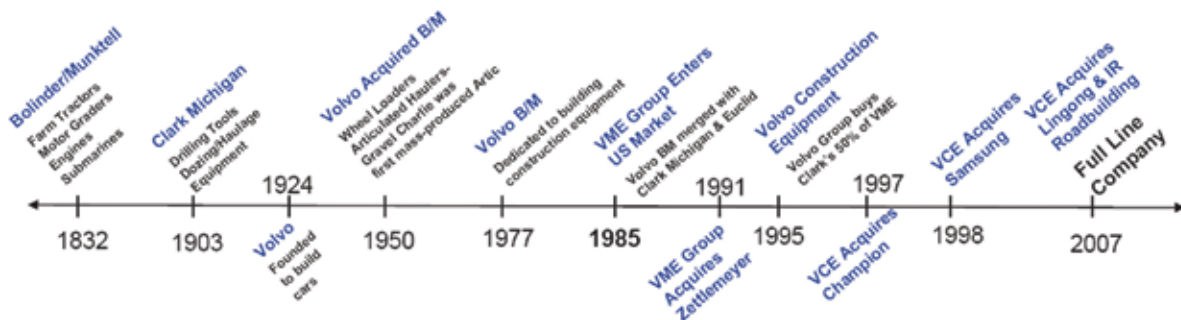 Bolinder/Munktell
Farm Tractors
Motor Graders
Engines
Submarines
1832
Clark Michigan
Drilling Tools
Dozing/Haulage
Equipment
1903
1924
Volvo
Founded
to build
cars
Volvo Acquired B/M
Wheel Loaders
Articulated Haulers-
Gravel Charlie was
first mass-produced Artic
1950
Volvo B/M
Dedicated to building
construction equipment
1977
VME Group Enters
US Market
Volvo BM merged with
Clark Michigan & Euclid
1985
1991
VME Group
Acquires
Zettlemeyer
Volvo Construction
Equipment
Volvo Group buys
Clark's 50% of VME
1995
1997
VCE Acquires
Champion
VCE Acquires
Samsung
1998
VCE Acquires
Lingong & IR
Roadbuilding
Full Line
Company
2007